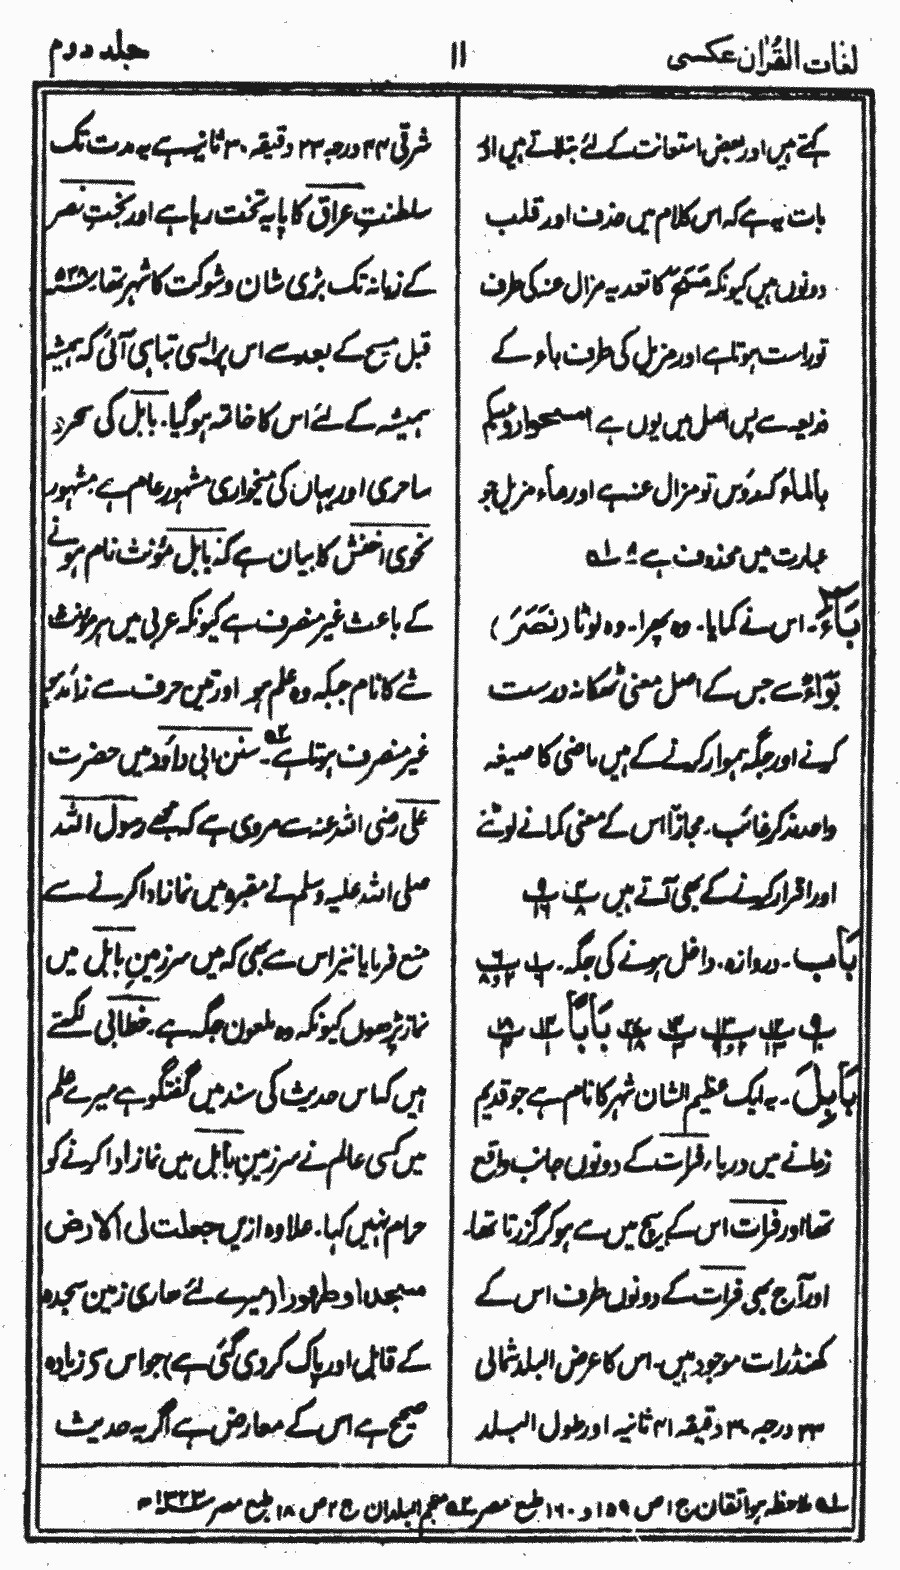 لغات القرآن عکسی
۱۱
جلد دوم
کہتے ہیں اور بعض استعانت کے لئے بتلاتے ہیں اگر
بات یہ ہے کہ اس کلام میں حذف اور قلب
دونوں ہیں کیونکہ کا تعدیہ مزال عنہ کی طرف
توراست ہوتا ہے اور مزیل کی طرف باء کے
ذریعہ سے پس اصل میں یوں ہے امسحوا رءوسکم
بالماء کہ رءوس تو مزال عنہ ہے اور ماء مزیل جو
عبارت میں محذوف ہے
بَآءَ ۔ اس نے کمایا۔ وہ پھرا۔ وہ لوٹا (نَصَرَ)
بَوَّاءٌ سے جس کے اصل معنی ٹھکانہ درست
کرنے اور جگہ ہموار کرنے کے ہیں ماضی کا صیغہ
واحد مذکر غائب۔ مجازاً اس کے معنی کمانے لوٹنے
اور اقرار کرنے کے بھی آتے ہیں
بَاب ۔ دروازہ۔ داخل ہونے کی جگہ۔
بَابًا
بَابِلَ ۔ یہ ایک عظیم الشان شہر کا نام ہے جو قدیم
زمانے میں دریاء فرات کے دونوں جانب واقع
تھا اور فرات اس کے بیچ میں سے ہو کر گزرتا تھا۔
اور آج بھی فرات کے دونوں طرف اس کے
کھنڈرات موجود ہیں۔ اس کا عرض البلد شمالی
۳۲ درجہ ۳۰ دقیقہ ۳۱ ثانیہ اور طول البلد
شرقی ۴۴ درجہ ۲۳ دقیقہ ۳۰ ثانیہ ہے یہ مدت تک
سلطنتِ عراق کا پایہ تخت رہا ہے اور بختِ نصر
کے زمانہ تک بڑی شان و شوکت کا شہر تھا ۵۳۸
قبل مسیح کے بعد سے اس پر ایسی تباہی آئی کہ ہمیشہ
ہمیشہ کے لئے اس کا خاتمہ ہو گیا۔ بابل کی سحر و
ساحری اور یہاں کی میخواری مشہور عام ہے مشہور
نحوی اخفش کا بیان ہے کہ بابل مؤنث نام ہونے
کے باعث غیر منصرف ہے کیونکہ عربی میں ہر مؤنث
شے کا نام جبکہ وہ علم ہو اور تین حرف سے زائد ہو
غیر منصرف ہوتا ہے۔ سنن ابی داؤد میں حضرت
علی رضی اللہ عنہ سے مروی ہے کہ مجھے رسول اللہ
صلی اللہ علیہ وسلم نے مقبرہ میں نماز ادا کرنے سے
منع فرمایا نیز اس سے بھی کہ میں سرزمینِ بابل میں
نماز پڑھوں کیونکہ وہ ملعون جگہ ہے۔ خطابی لکھتے
ہیں کہ اس حدیث کی سند میں گفتگو ہے میرے علم
میں کسی عالم نے سرزمینِ بابل میں نماز ادا کرنے کو
حرام نہیں کہا۔ علاوہ ازیں جعلت لی الارض
مسجدا و طھورا (میرے لئے ساری زمین سجدہ
کے قابل اور پاک کر دی گئی ہے) جو اس سے زیادہ
صحیح ہے اس کے معارض ہے اگر یہ حدیث
۱؎ ملاحظہ ہو اتقان ج ۱ ص ۱۵۹ و ۱۶۰ طبع مصر ۲؎ معجم البلدان ج ۲ ص ۱۸ طبع مصر ۱۳۲۳